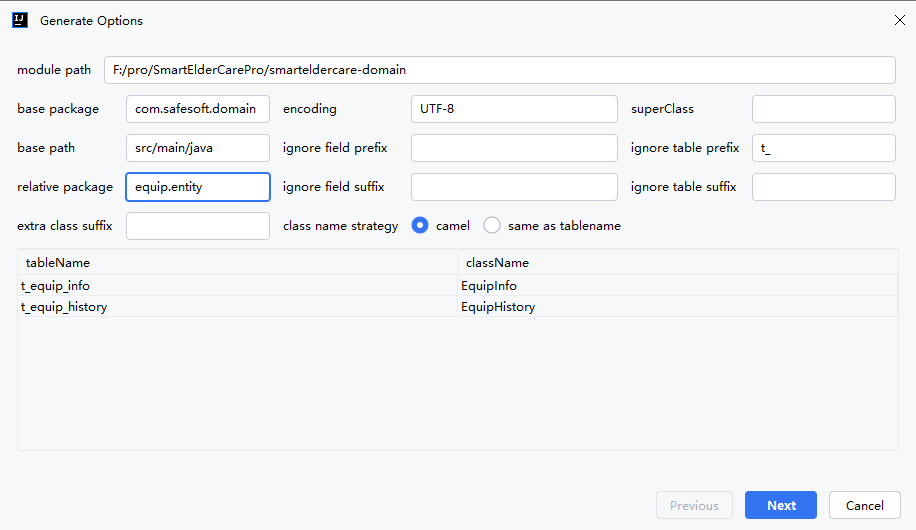 Generate Options
module path F:/pro/SmartElderCarePro/smarteldercare-domain
base package com.safesoft.domain encoding UTF-8 superClass
base path src/main/java ignore field prefix ignore table prefix t_
relative package equip.entity ignore field suffix ignore table suffix
extra class suffix class name strategy camel same as tablename
tableName className
t_equip_info EquipInfo
t_equip_history EquipHistory
Previous Next Cancel